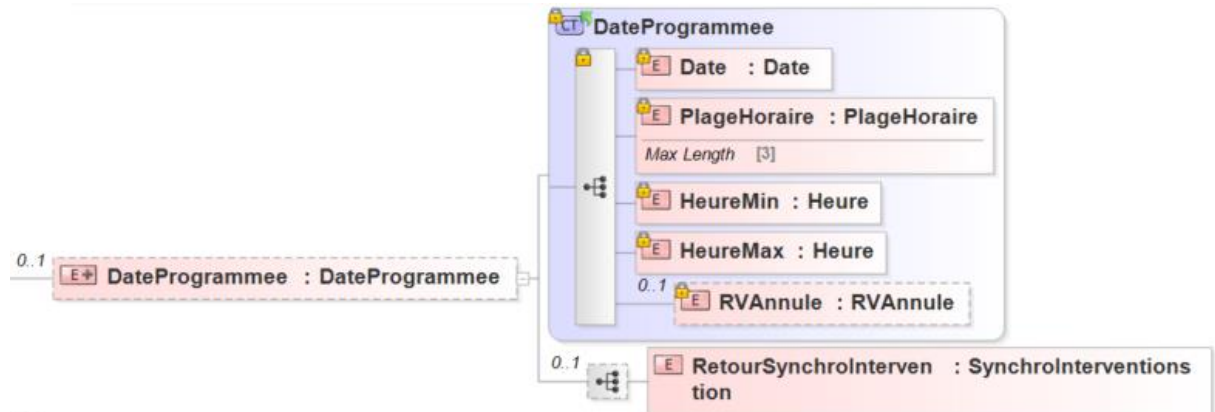 CT DateProgrammee
E Date : Date
E PlageHoraire : PlageHoraire
Max Length [3]
E HeureMin : Heure
E HeureMax : Heure
0..1
E RVAnnule : RVAnnule
0..1
E+ DateProgrammee : DateProgrammee
0..1
E RetourSynchroInterven : SynchroInterventions
tion